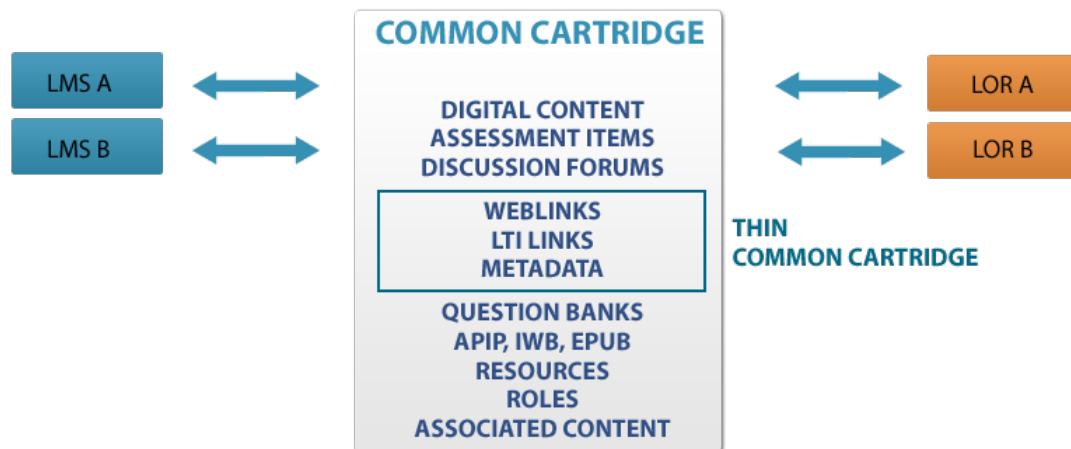 COMMON CARTRIDGE
LMS A
LMS B
DIGITAL CONTENT
ASSESSMENT ITEMS
DISCUSSION FORUMS
WEBLINKS
LTI LINKS
METADATA
QUESTION BANKS
APIP, IWB, EPUB
RESOURCES
ROLES
ASSOCIATED CONTENT
THIN
COMMON CARTRIDGE
LOR A
LOR B